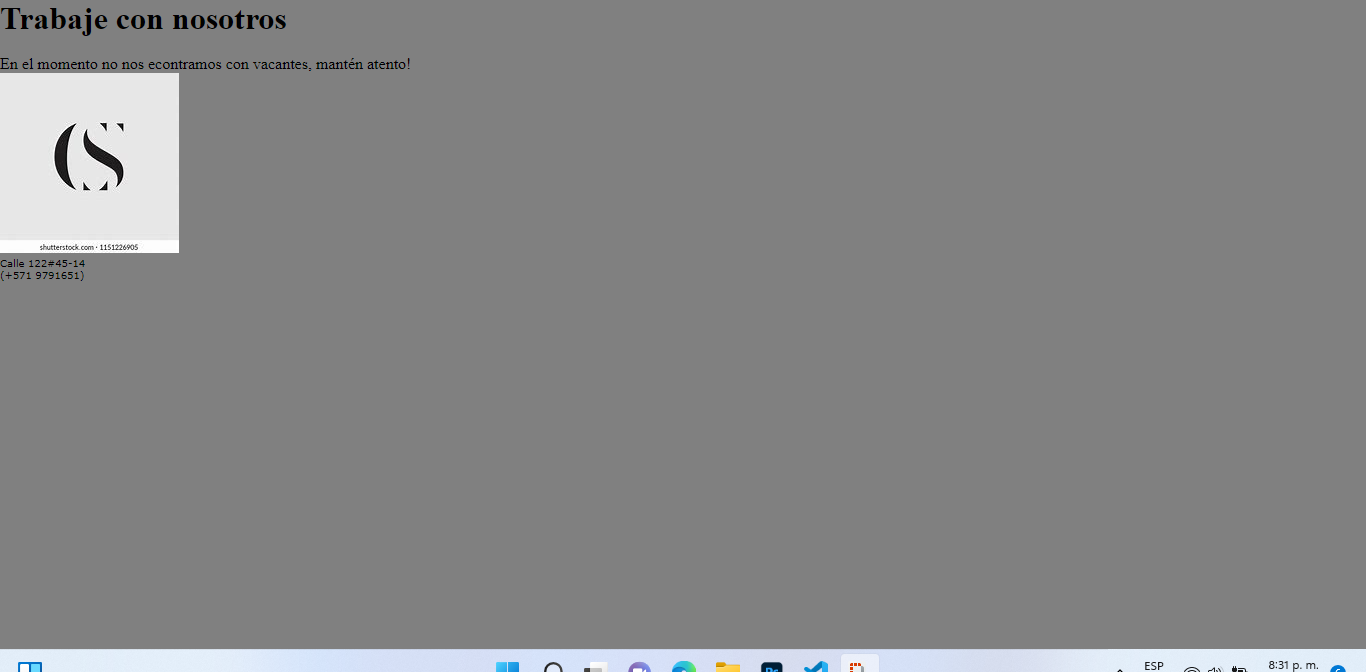 Trabaje con nosotros
En el momento no nos econtramos con vacantes, mantén atento!
CS
shutterstock.com · 1151226905
Calle 122#45-14
(+571 9791651)
Ps
ESP
8:31 p. m.